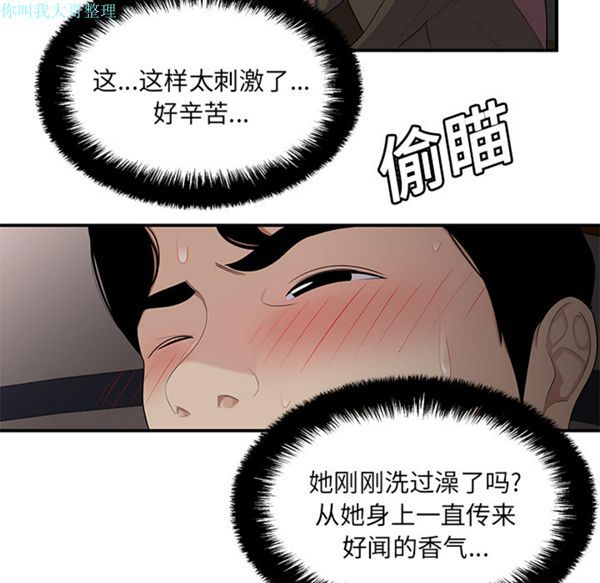 你叫我大哥整理
这...这样太刺激了...
好辛苦...
偷瞄
她刚刚洗过澡了吗?
从她身上一直传来
好闻的香气...